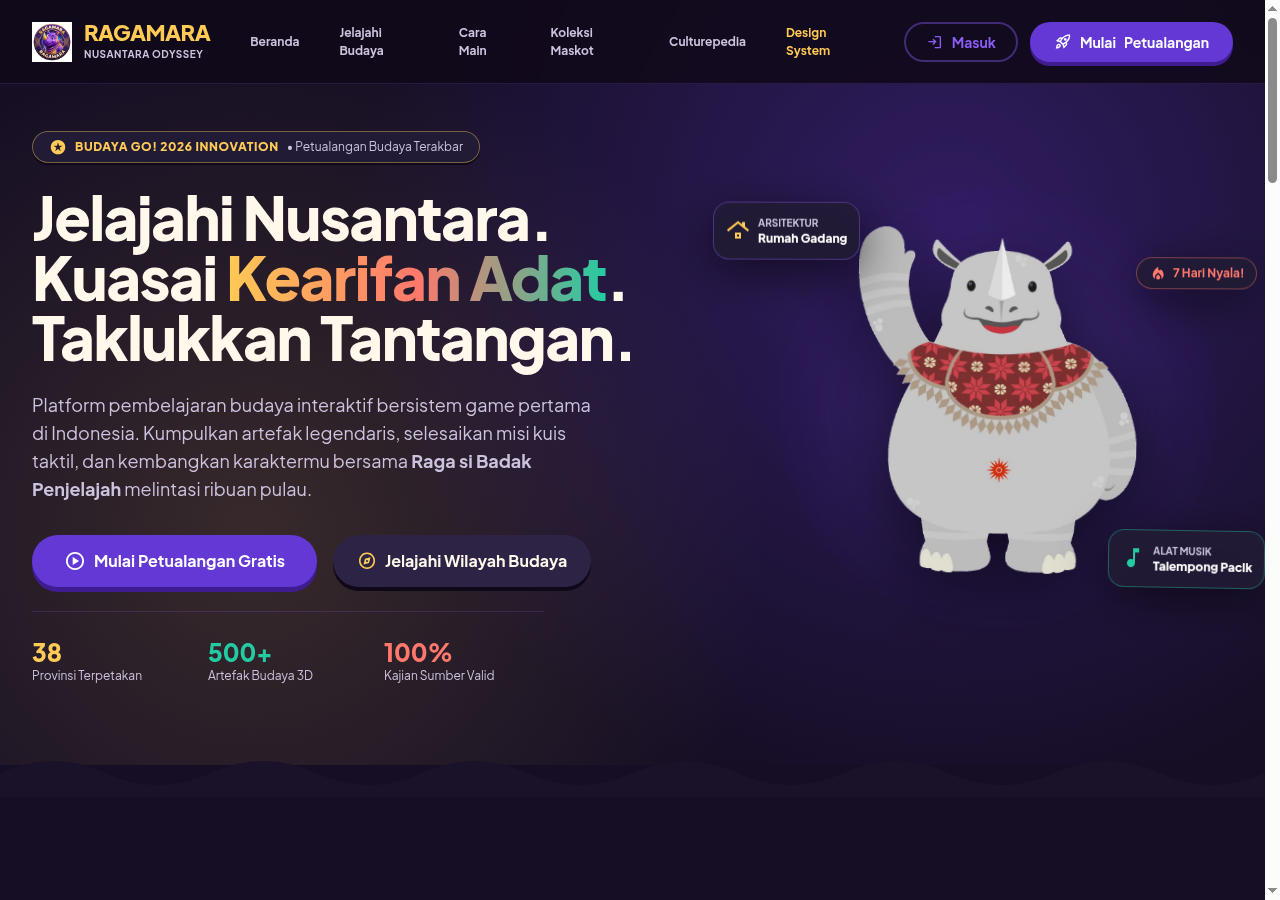 RAGAMARA
NUSANTARA ODYSSEY
Beranda
Jelajahi
Budaya
Cara
Main
Koleksi
Maskot
Culturepedia
Design
System
Masuk
Mulai Petualangan
BUDAYA GO! 2026 INNOVATION • Petualangan Budaya Terakbar
Jelajahi Nusantara.
Kuasai Kearifan Adat.
Taklukkan Tantangan.
Platform pembelajaran budaya interaktif bersistem game pertama
di Indonesia. Kumpulkan artefak legendaris, selesaikan misi kuis
taktil, dan kembangkan karaktermu bersama Raga si Badak
Penjelajah melintasi ribuan pulau.
Mulai Petualangan Gratis
Jelajahi Wilayah Budaya
38
Provinsi Terpetakan
500+
Artefak Budaya 3D
100%
Kajian Sumber Valid
ARSITEKTUR
Rumah Gadang
7 Hari Nyala!
ALAT MUSIK
Talempong Pacik